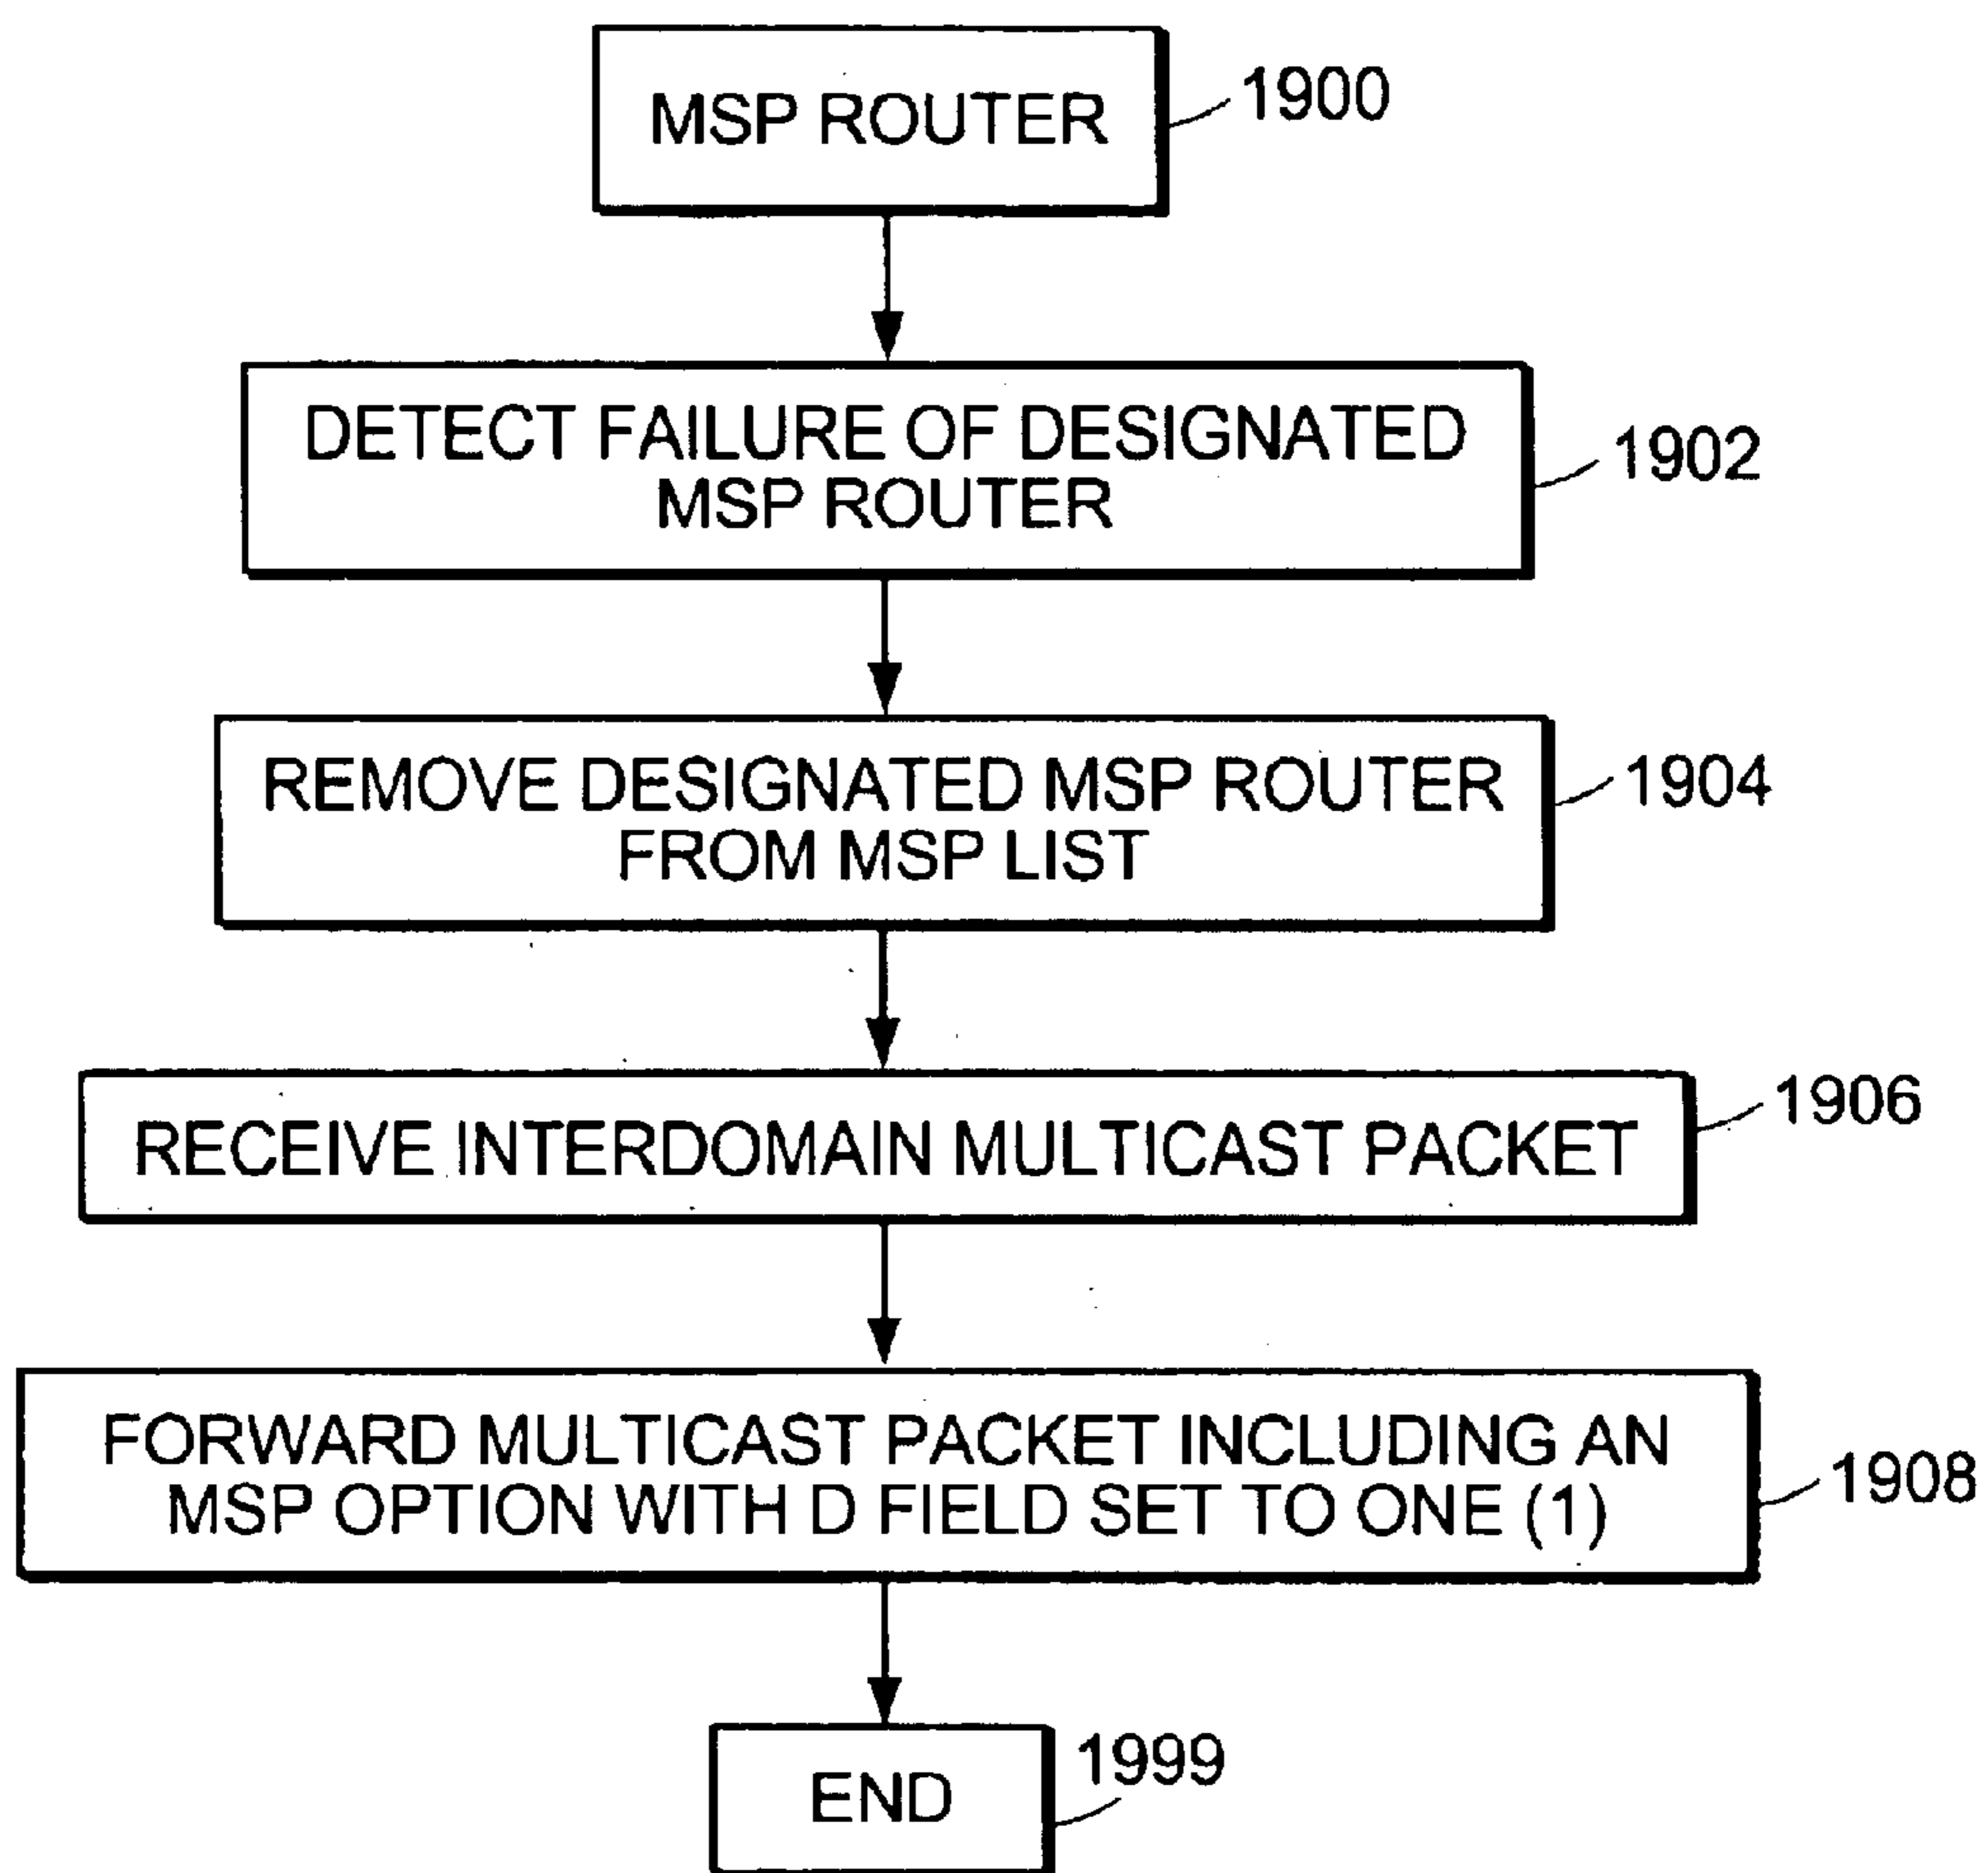 MSP ROUTER
1900
DETECT FAILURE OF DESIGNATED
MSP ROUTER
1902
REMOVE DESIGNATED MSP ROUTER
FROM MSP LIST
1904
RECEIVE INTERDOMAIN MULTICAST PACKET
1906
FORWARD MULTICAST PACKET INCLUDING AN
MSP OPTION WITH D FIELD SET TO ONE (1)
1908
END
1999